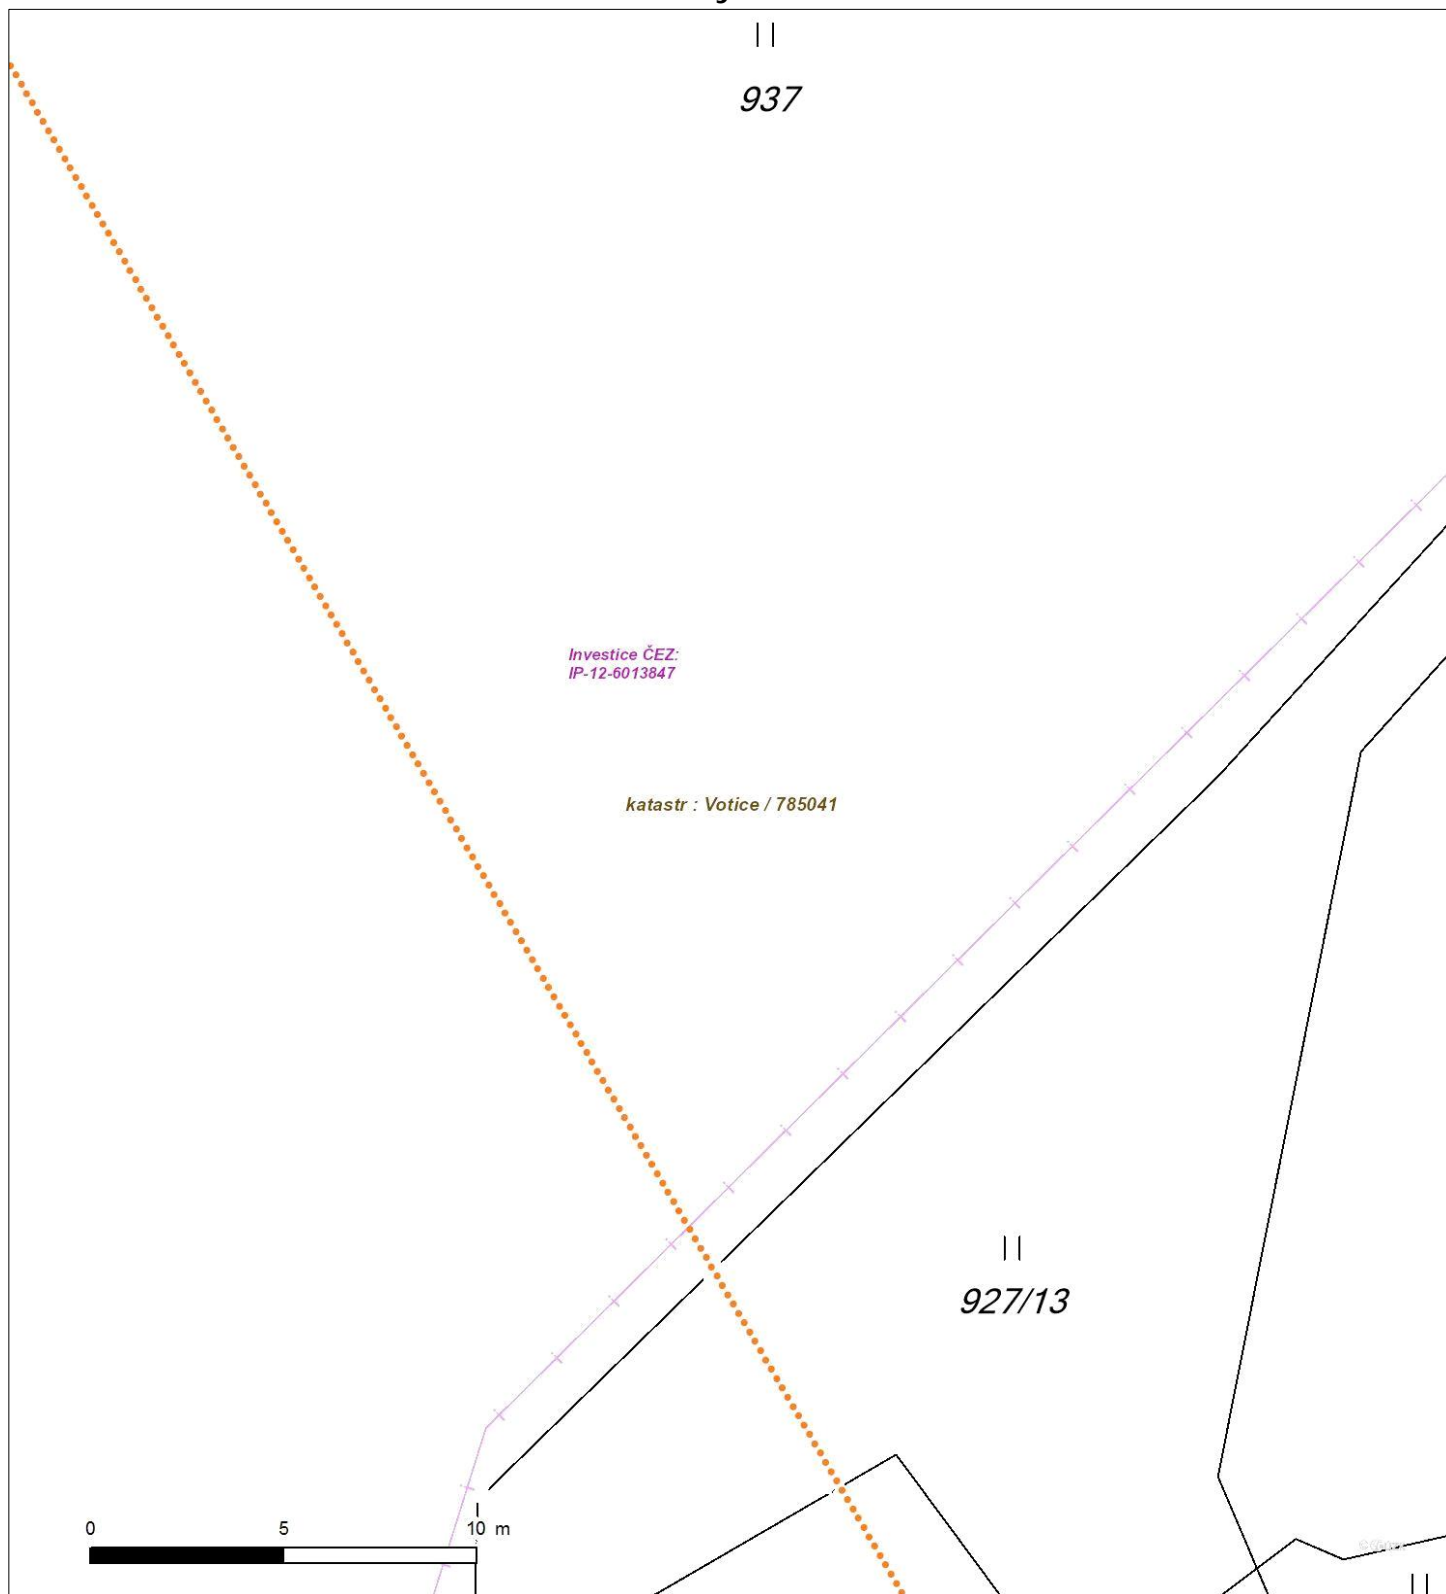 937
Investice ČEZ:
IP-12-6013847
katastr : Votice / 785041
927/13
0 5 10 m